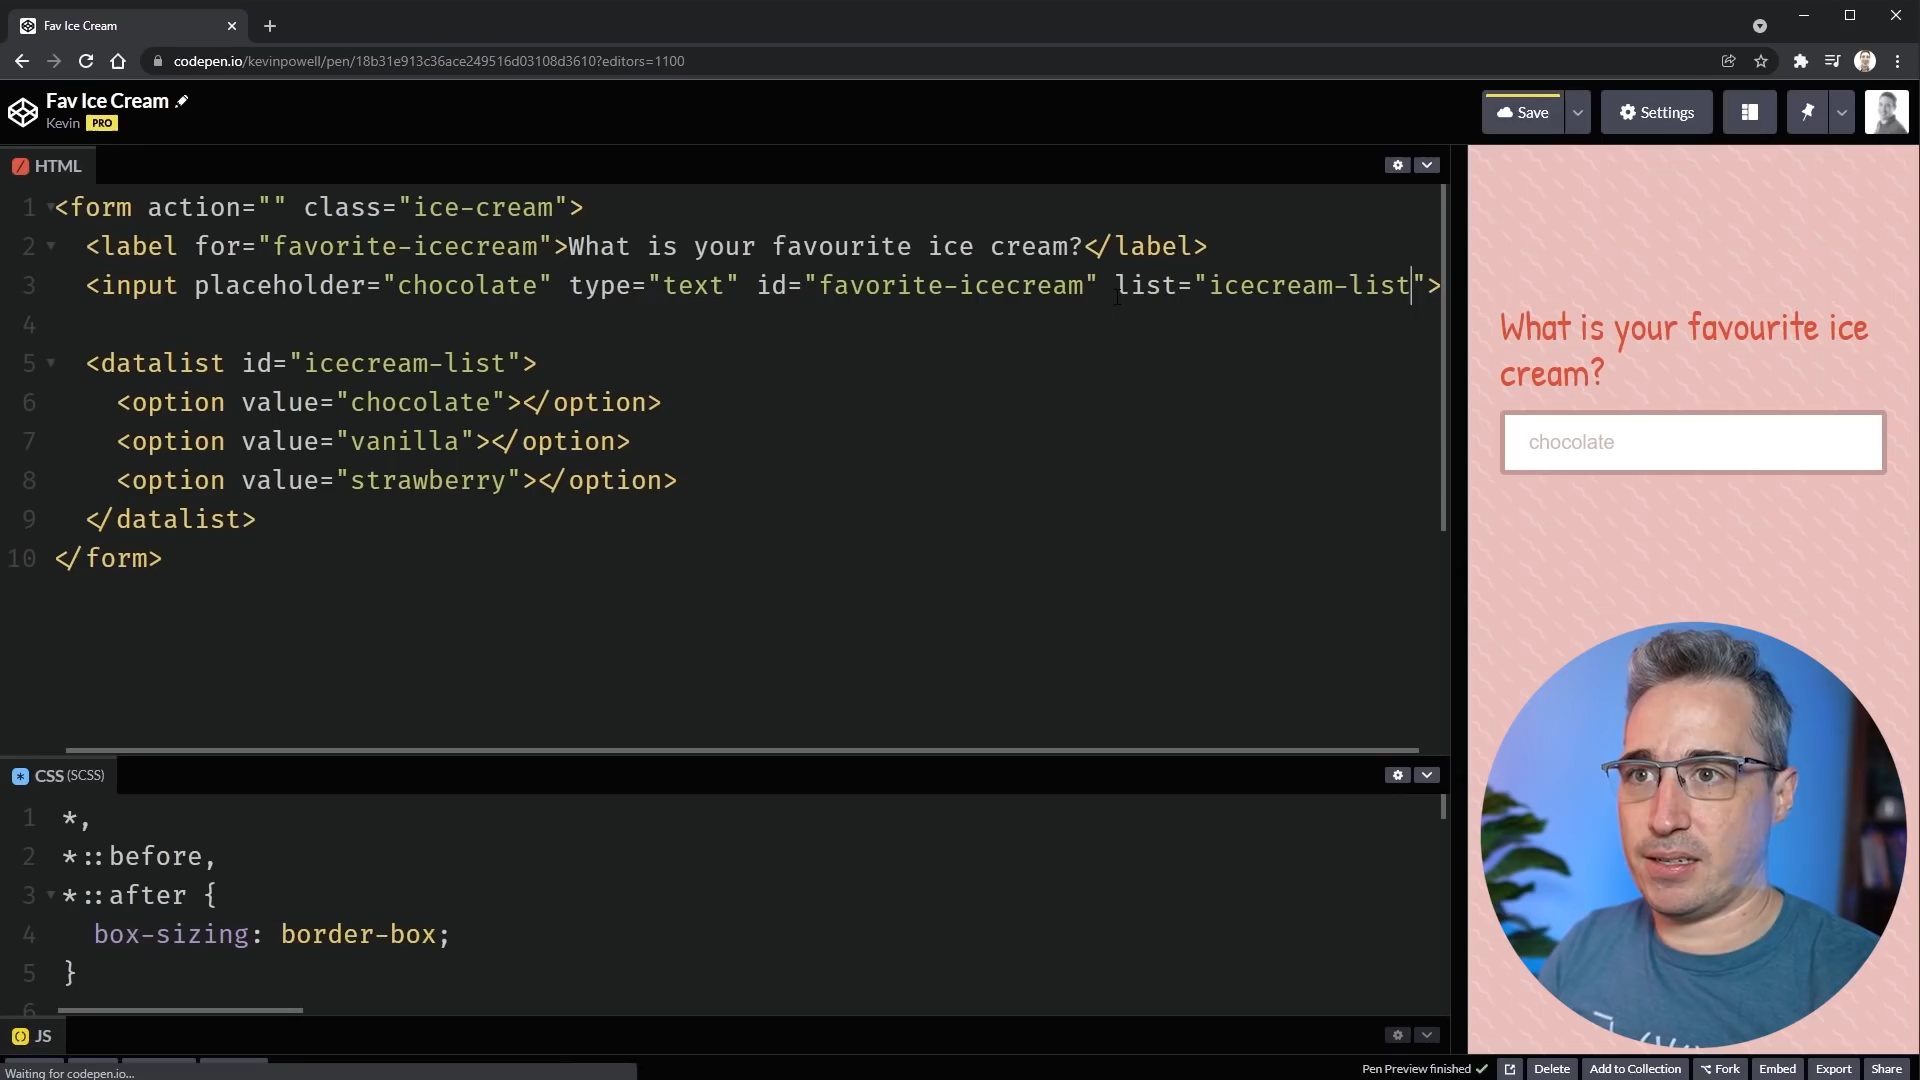 Fav Ice Cream
codepen.io/kevinpowell/pen/18b31e913c36ace249516d03108d3610?editors=1100
Fav Ice Cream
Kevin PRO
Save
Settings
HTML
1 <form action="" class="ice-cream">
2 <label for="favorite-icecream">What is your favourite ice cream?</label>
3 <input placeholder="chocolate" type="text" id="favorite-icecream" list="icecream-list">
4
5 <datalist id="icecream-list">
6 <option value="chocolate"></option>
7 <option value="vanilla"></option>
8 <option value="strawberry"></option>
9 </datalist>
10 </form>
What is your favourite ice
cream?
chocolate
CSS (SCSS)
1 *,
2 *::before,
3 *::after {
4 box-sizing: border-box;
5 }
6
JS
Waiting for codepen.io...
Pen Preview finished
Delete
Add to Collection
Fork
Embed
Export
Share